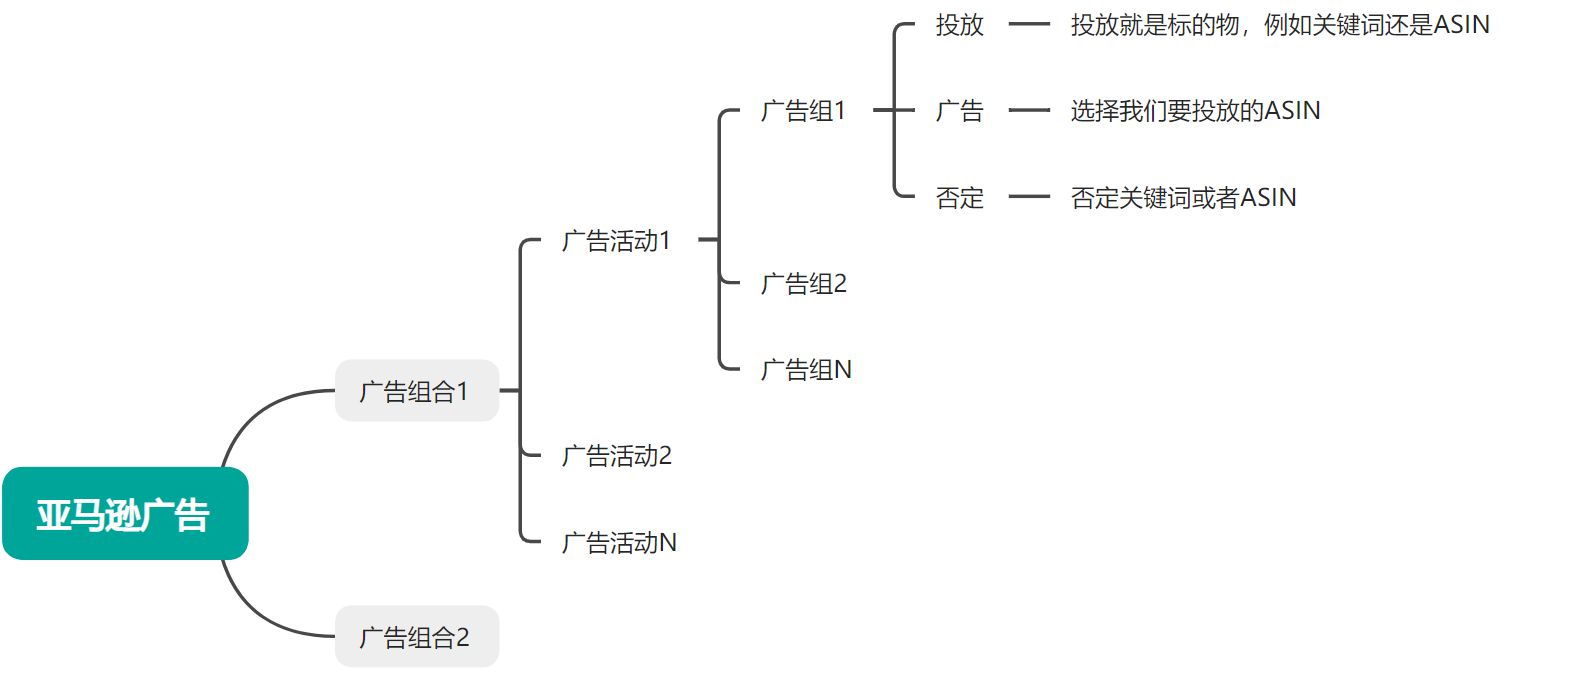 投放
投放就是标的物，例如关键词还是ASIN
广告组1
广告
选择我们要投放的ASIN
否定
否定关键词或者ASIN
广告活动1
广告组2
广告组N
广告组合1
广告活动2
亚马逊广告
广告活动N
广告组合2